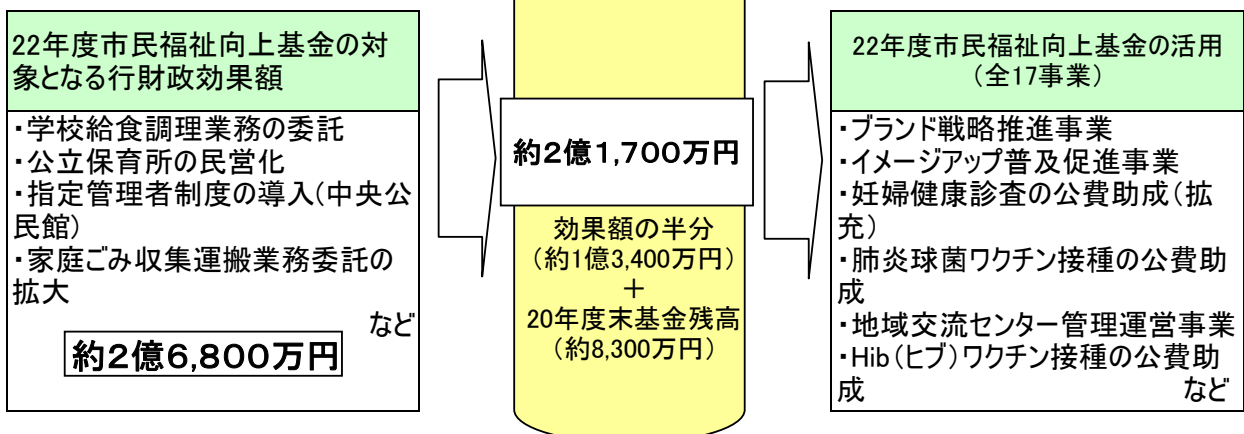 22年度市民福祉向上基金の対
象となる行財政効果額
・学校給食調理業務の委託
・公立保育所の民営化
・指定管理者制度の導入(中央公
民館)
・家庭ごみ収集運搬業務委託の
拡大
など
約2億6,800万円
約2億1,700万円
効果額の半分
(約1億3,400万円)
+
20年度末基金残高
(約8,300万円)
22年度市民福祉向上基金の活用
(全17事業)
・ブランド戦略推進事業
・イメージアップ普及促進事業
・妊婦健康診査の公費助成(拡
充)
・肺炎球菌ワクチン接種の公費助
成
・地域交流センター管理運営事業
・Hib(ヒブ)ワクチン接種の公費助
成 など